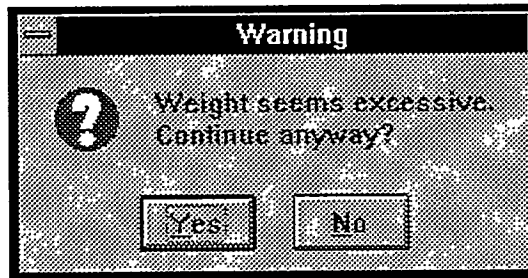 Warning
Weight seems excessive.
Continue anyway?
Yes
No